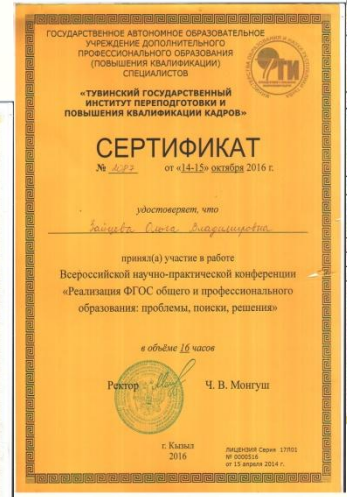 ГОСУДАРСТВЕННОЕ АВТОНОМНОЕ ОБРАЗОВАТЕЛЬНОЕ
УЧРЕЖДЕНИЕ ДОПОЛНИТЕЛЬНОГО
ПРОФЕССИОНАЛЬНОГО ОБРАЗОВАНИЯ
(ПОВЫШЕНИЯ КВАЛИФИКАЦИИ)
СПЕЦИАЛИСТОВ
«ТУВИНСКИЙ ГОСУДАРСТВЕННЫЙ
ИНСТИТУТ ПЕРЕПОДГОТОВКИ И
ПОВЫШЕНИЯ КВАЛИФИКАЦИИ КАДРОВ»
СЕРТИФИКАТ
№ от «14-15» октября 2016 г.
удостоверяет, что
Зайцева Ольга Владимировна
принял(а) участие в работе
Всероссийской научно-практической конференции
«Реализация ФГОС общего и профессионального
образования: проблемы, поиски, решения»
в объёме 16 часов
Ректор Ч. В. Монгуш
г. Кызыл
2016
ЛИЦЕНЗИЯ Серия 17Л01
№ 0000316
от 15 апреля 2014 г.